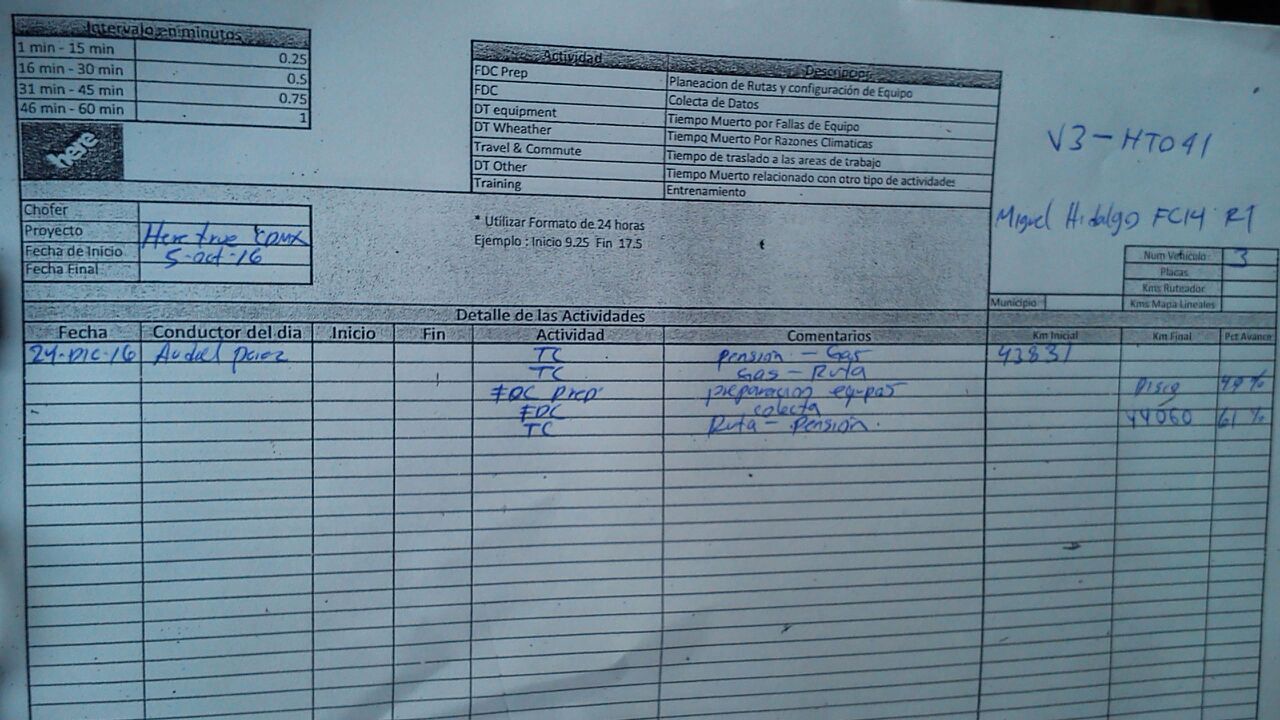 Intervalo en minutos
1 min - 15 min 0.25
16 min - 30 min 0.5
31 min - 45 min 0.75
46 min - 60 min 1
here
Actividad Descripcion
FDC Prep Planeacion de Rutas y configuración de Equipo
FDC Colecta de Datos
DT equipment Tiempo Muerto por Fallas de Equipo
DT Wheather Tiempo Muerto Por Razones Climaticas
Travel & Commute Tiempo de traslado a las areas de trabajo
DT Other Tiempo Muerto relacionado con otro tipo de actividades
Training Entrenamiento
V3-HT041
Miguel Hidalgo FC14 RT
Chofer
Proyecto Here true CDMX
Fecha de Inicio 5-oct-16
Fecha Final
* Utilizar Formato de 24 horas
Ejemplo : Inicio 9.25 Fin 17.5
Num Vehiculo 3
Placas
Kms Ruteador
Municipio Kms Mapa Lineales
Detalle de las Actividades
Fecha Conductor del dia Inicio Fin Actividad Comentarios Km Inicial Km Final Pct Avance
24-DIC-16 Audiel perez TC pensión - Gas 43831
TC Gas - Ruta
FDC Prep preparacion equipos Disco 49%
FDC colecta
TC Ruta - Pensión. 44060 61%